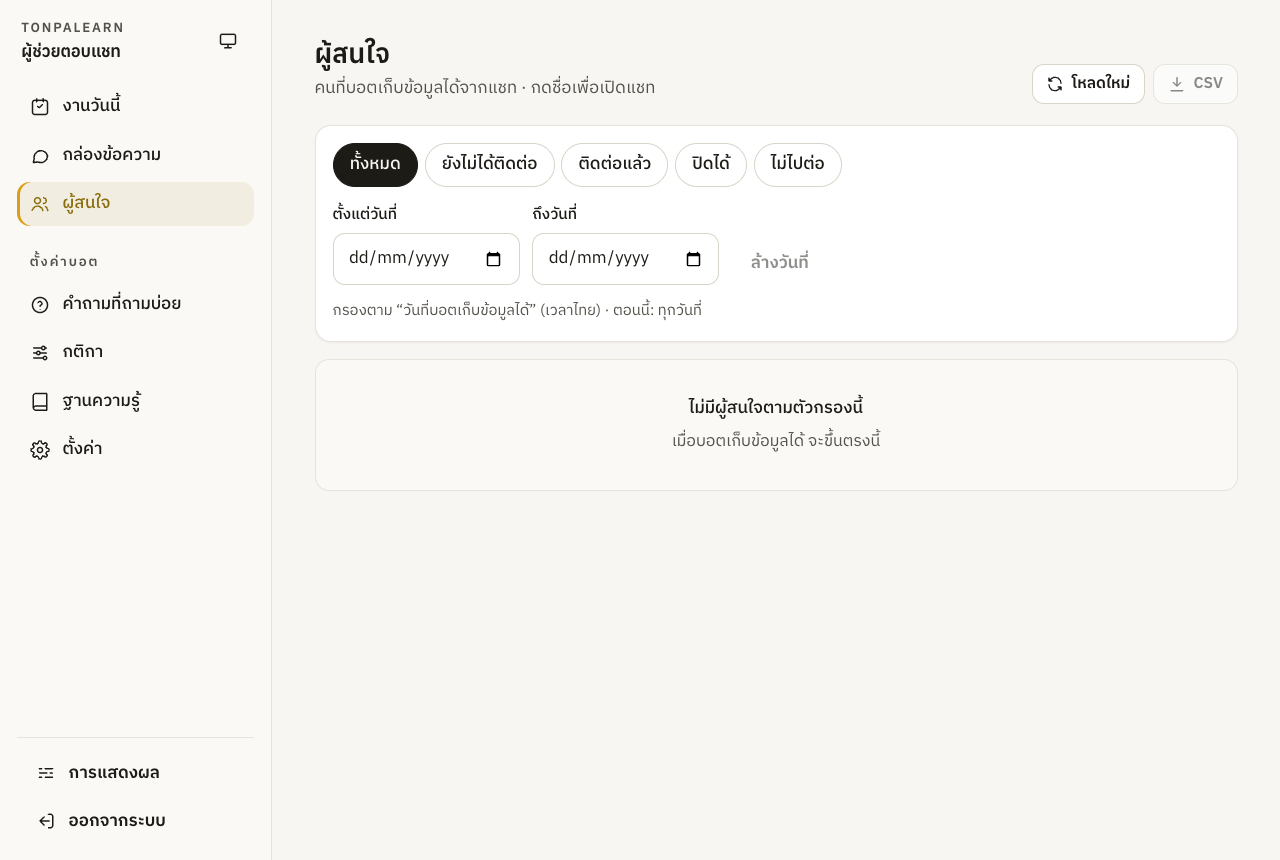 TONPALEARN
ผู้ช่วยตอบแชท
งานวันนี้
กล่องข้อความ
ผู้สนใจ
ตั้งค่าบอต
คำถามที่ถามบ่อย
กติกา
ฐานความรู้
ตั้งค่า
การแสดงผล
ออกจากระบบ
ผู้สนใจ
คนที่บอตเก็บข้อมูลได้จากแชท · กดชื่อเพื่อเปิดแชท
โหลดใหม่ CSV
ทั้งหมด ยังไม่ได้ติดต่อ ติดต่อแล้ว ปิดได้ ไม่ไปต่อ
ตั้งแต่วันที่ ถึงวันที่
dd/mm/yyyy dd/mm/yyyy ล้างวันที่
กรองตาม “วันที่บอตเก็บข้อมูลได้” (เวลาไทย) · ตอนนี้: ทุกวันที่
ไม่มีผู้สนใจตามตัวกรองนี้
เมื่อบอตเก็บข้อมูลได้ จะขึ้นตรงนี้